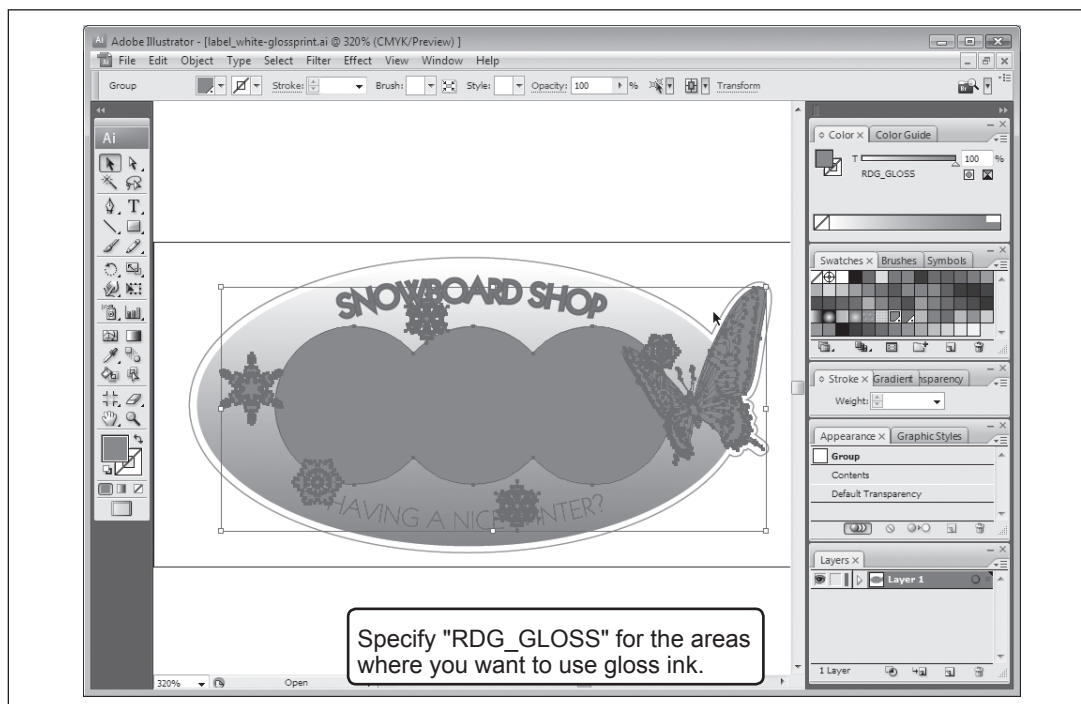 Adobe Illustrator - [label_white-glossprint.ai @ 320% (CMYK/Preview) ]
File Edit Object Type Select Filter Effect View Window Help
Group Stroke: Brush: Style: Opacity: 100 % Transform
Ai
Color × Color Guide
T 100 %
RDG_GLOSS
Swatches × Brushes Symbols
Stroke × Gradient nsparency
Weight:
Appearance × Graphic Styles
Group
Contents
Default Transparency
Layers ×
Layer 1
1 Layer
SNOWBOARD SHOP
HAVING A NICE INTER?
Specify "RDG_GLOSS" for the areas
where you want to use gloss ink.
320% Open